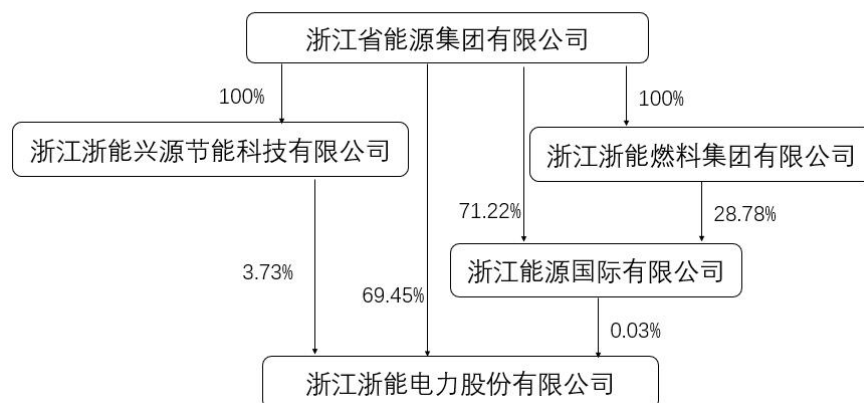 浙江省能源集团有限公司
100%
100%
浙江浙能兴源节能科技有限公司
浙江浙能燃料集团有限公司
71.22%
28.78%
3.73%
浙江能源国际有限公司
69.45%
0.03%
浙江浙能电力股份有限公司